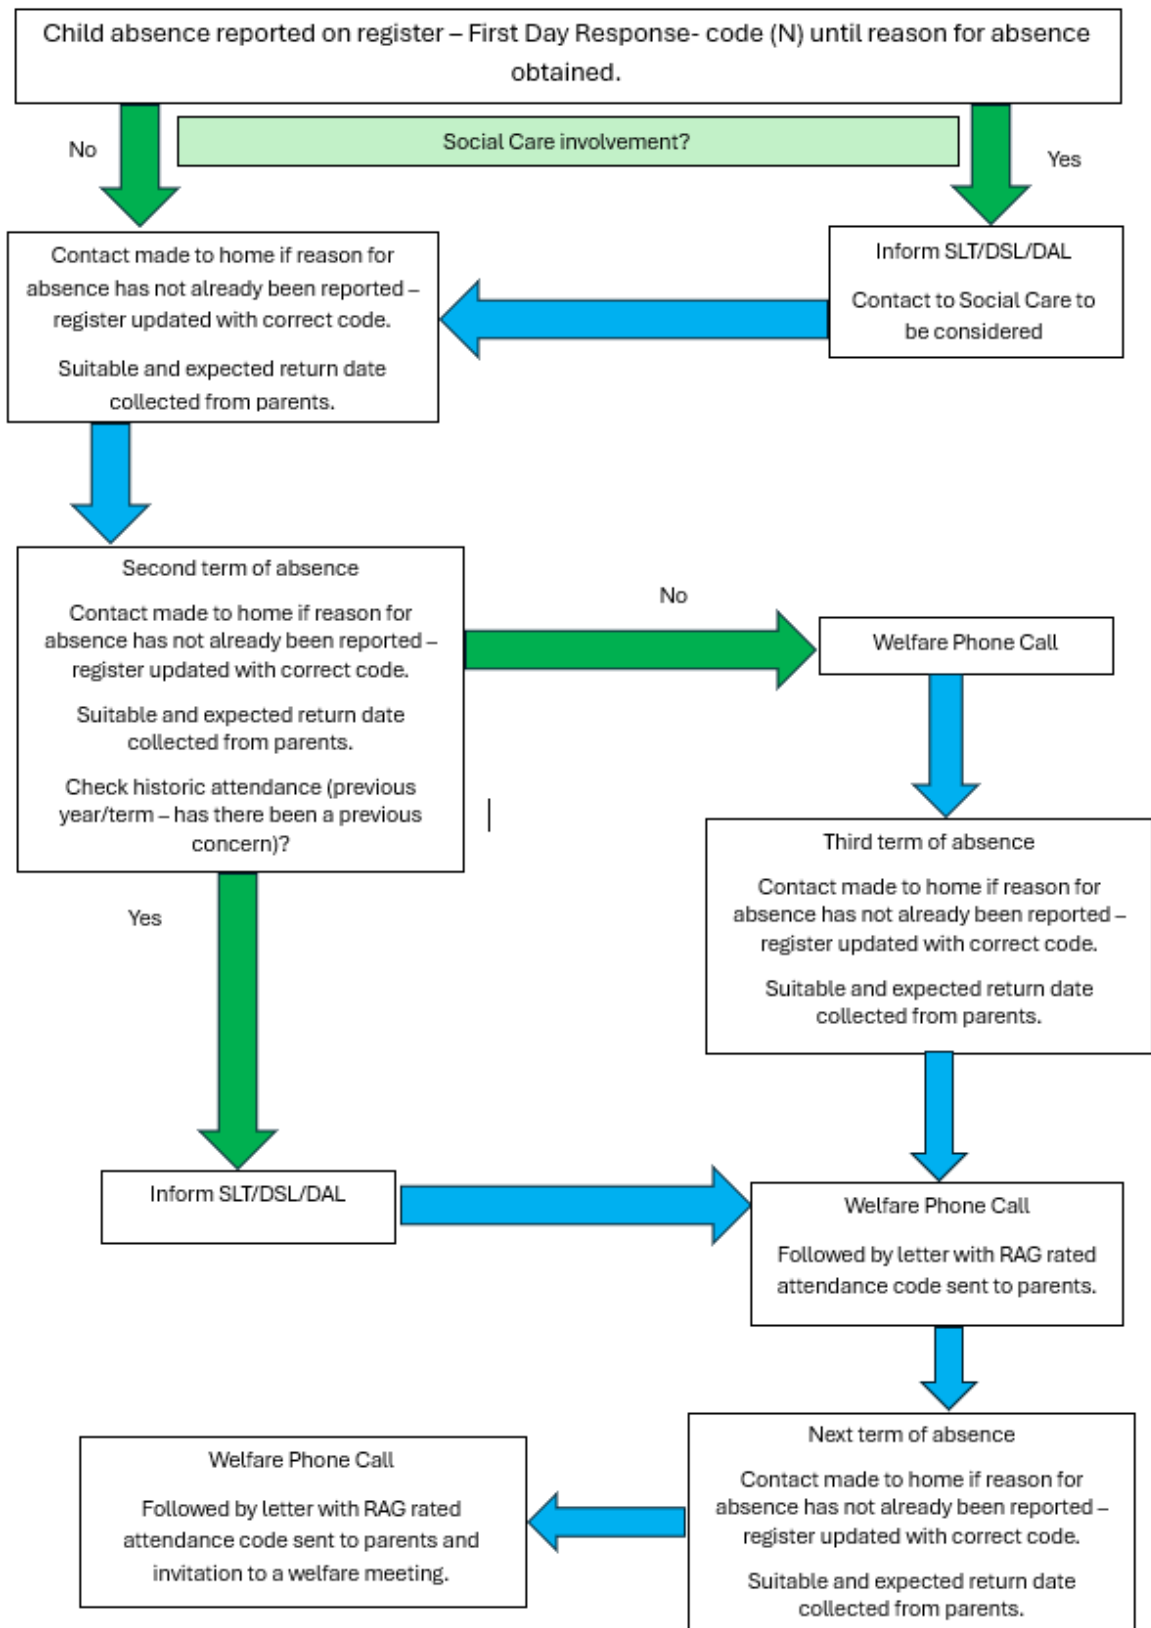 Child absence reported on register – First Day Response- code (N) until reason for absence
obtained.
No
Social Care involvement?
Yes
Contact made to home if reason for
absence has not already been reported –
register updated with correct code.
Suitable and expected return date
collected from parents.
Inform SLT/DSL/DAL
Contact to Social Care to
be considered
Second term of absence
Contact made to home if reason for
absence has not already been reported –
register updated with correct code.
Suitable and expected return date
collected from parents.
Check historic attendance (previous
year/term – has there been a previous
concern)?
No
Welfare Phone Call
Third term of absence
Contact made to home if reason for
absence has not already been reported –
register updated with correct code.
Suitable and expected return date
collected from parents.
Yes
Inform SLT/DSL/DAL
Welfare Phone Call
Followed by letter with RAG rated
attendance code sent to parents.
Next term of absence
Contact made to home if reason for
absence has not already been reported –
register updated with correct code.
Suitable and expected return date
collected from parents.
Welfare Phone Call
Followed by letter with RAG rated
attendance code sent to parents and
invitation to a welfare meeting.